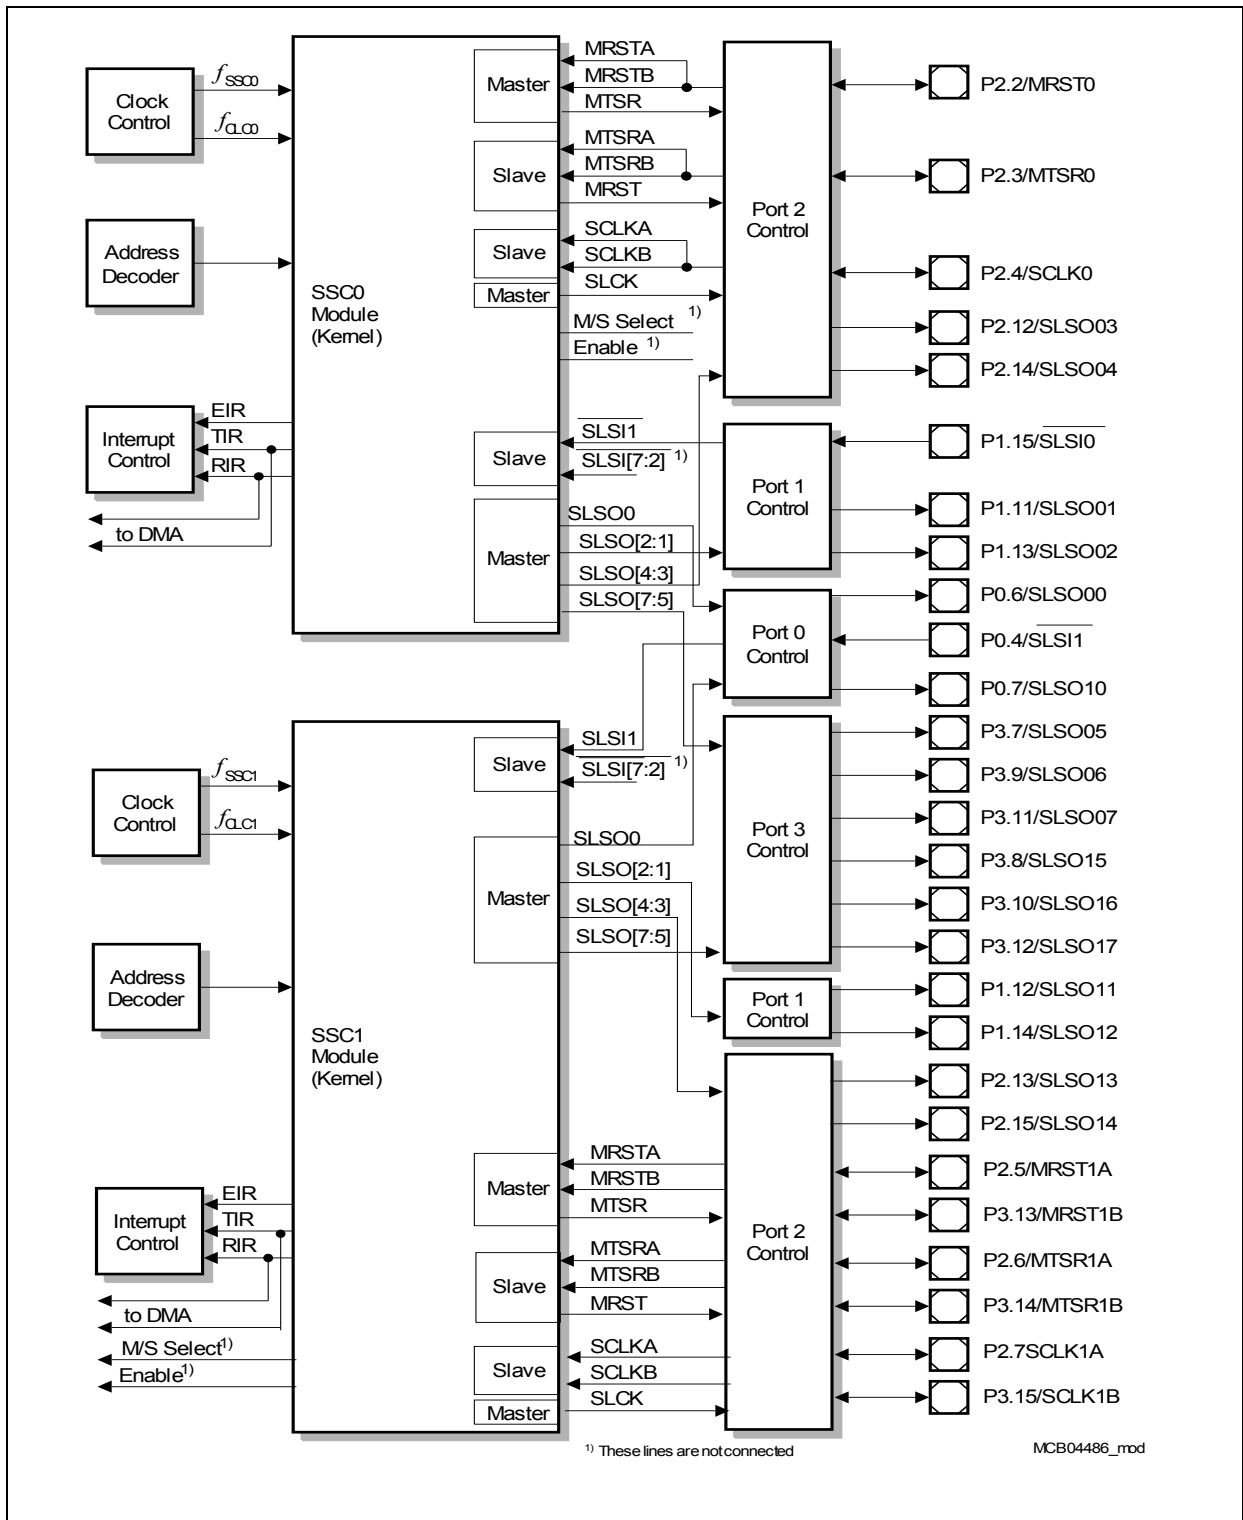 Clock
Control
fSSC0
fCLC0
Address
Decoder
SSC0
Module
(Kernel)
Interrupt
Control
EIR
TIR
RIR
to DMA
Master
MRSTA
MRSTB
MTSR
Slave
MTSRA
MTSRB
MRST
Slave
SCLKA
SCLKB
Master
SLCK
M/S Select 1)
Enable 1)
Slave
SLSI1
SLSI[7:2] 1)
Master
SLSO0
SLSO[2:1]
SLSO[4:3]
SLSO[7:5]
Port 2
Control
Port 1
Control
Port 0
Control
P2.2/MRST0
P2.3/MTSR0
P2.4/SCLK0
P2.12/SLSO03
P2.14/SLSO04
P1.15/SLSI0
P1.11/SLSO01
P1.13/SLSO02
P0.6/SLSO00
P0.4/SLSI1
P0.7/SLSO10
Clock
Control
fSSC1
fCLC1
Address
Decoder
SSC1
Module
(Kernel)
Interrupt
Control
EIR
TIR
RIR
to DMA
M/S Select1)
Enable1)
Slave
SLSI1
SLSI[7:2] 1)
Master
SLSO0
SLSO[2:1]
SLSO[4:3]
SLSO[7:5]
Master
MRSTA
MRSTB
MTSR
Slave
MTSRA
MTSRB
MRST
Slave
SCLKA
SCLKB
Master
SLCK
Port 3
Control
Port 1
Control
Port 2
Control
P3.7/SLSO05
P3.9/SLSO06
P3.11/SLSO07
P3.8/SLSO15
P3.10/SLSO16
P3.12/SLSO17
P1.12/SLSO11
P1.14/SLSO12
P2.13/SLSO13
P2.15/SLSO14
P2.5/MRST1A
P3.13/MRST1B
P2.6/MTSR1A
P3.14/MTSR1B
P2.7SCLK1A
P3.15/SCLK1B
1) These lines are not connected
MCB04486_mod